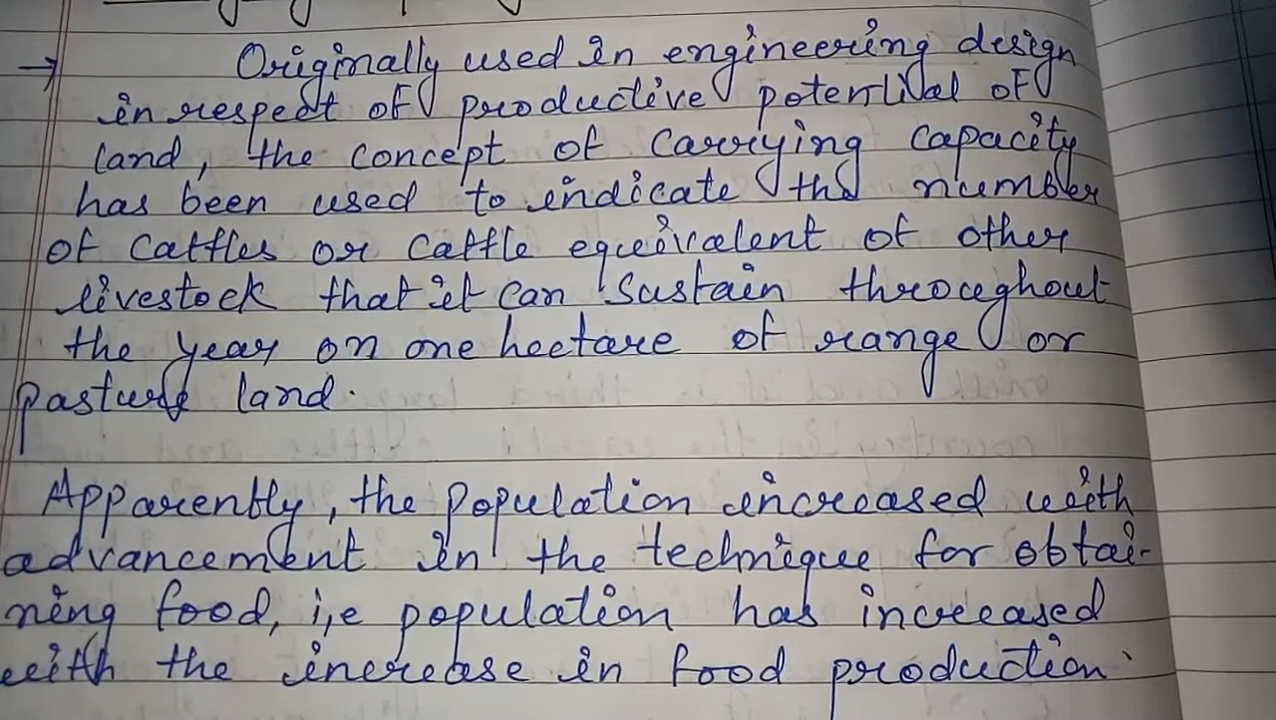 → Originally used in engineering design
in respect of productive potential of
land, the concept of carrying capacity
has been used to indicate the number
of cattles or cattle equivalent of other
livestock that it can sustain throughout
the year on one hectare of range or
pasture land.
Apparently, the population increased with
advancement in the technique for obtai-
ning food, i,e population has increased
with the increase in food production.